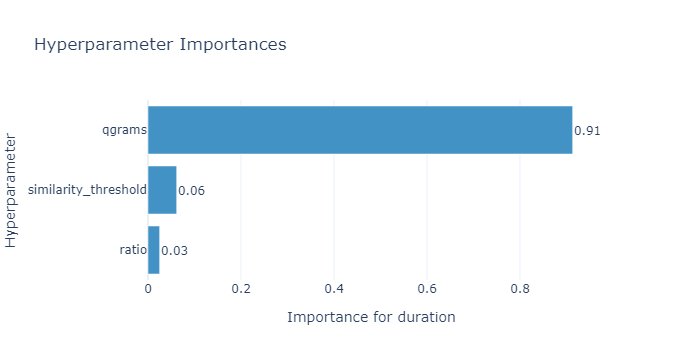 Hyperparameter Importances
Hyperparameter
qgrams
0.91
similarity_threshold
0.06
ratio
0.03
0
0.2
0.4
0.6
0.8
Importance for duration